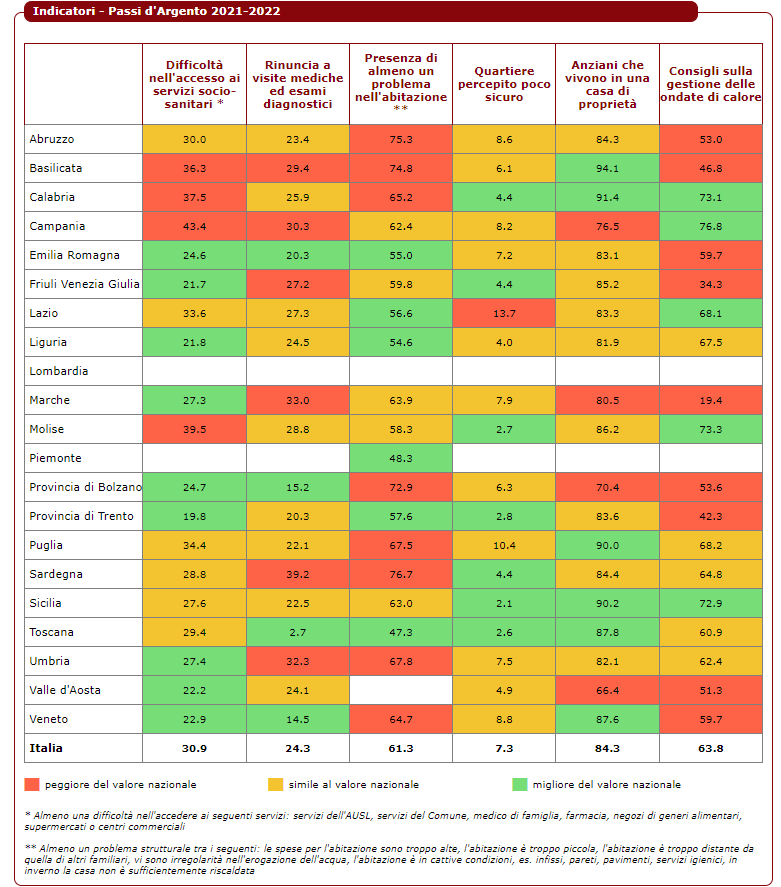 Indicatori - Passi d'Argento 2021-2022
Difficoltà nell'accesso ai servizi socio-sanitari * Rinuncia a visite mediche ed esami diagnostici Presenza di almeno un problema nell'abitazione ** Quartiere percepito poco sicuro Anziani che vivono in una casa di proprietà Consigli sulla gestione delle ondate di calore
Abruzzo 30.0 23.4 75.3 8.6 84.3 53.0
Basilicata 36.3 29.4 74.8 6.1 94.1 46.8
Calabria 37.5 25.9 65.2 4.4 91.4 73.1
Campania 43.4 30.3 62.4 8.2 76.5 76.8
Emilia Romagna 24.6 20.3 55.0 7.2 83.1 59.7
Friuli Venezia Giulia 21.7 27.2 59.8 4.4 85.2 34.3
Lazio 33.6 27.3 56.6 13.7 83.3 68.1
Liguria 21.8 24.5 54.6 4.0 81.9 67.5
Lombardia
Marche 27.3 33.0 63.9 7.9 80.5 19.4
Molise 39.5 28.8 58.3 2.7 86.2 73.3
Piemonte 48.3
Provincia di Bolzano 24.7 15.2 72.9 6.3 70.4 53.6
Provincia di Trento 19.8 20.3 57.6 2.8 83.6 42.3
Puglia 34.4 22.1 67.5 10.4 90.0 68.2
Sardegna 28.8 39.2 76.7 4.4 84.4 64.8
Sicilia 27.6 22.5 63.0 2.1 90.2 72.9
Toscana 29.4 2.7 47.3 2.6 87.8 60.9
Umbria 27.4 32.3 67.8 7.5 82.1 62.4
Valle d'Aosta 22.2 24.1 4.9 66.4 51.3
Veneto 22.9 14.5 64.7 8.8 87.6 59.7
Italia 30.9 24.3 61.3 7.3 84.3 63.8
peggiore del valore nazionale simile al valore nazionale migliore del valore nazionale
* Almeno una difficoltà nell'accedere ai seguenti servizi: servizi dell'AUSL, servizi del Comune, medico di famiglia, farmacia, negozi di generi alimentari,
supermercati o centri commerciali
** Almeno un problema strutturale tra i seguenti: le spese per l'abitazione sono troppo alte, l'abitazione è troppo piccola, l'abitazione è troppo distante da
quella di altri familiari, vi sono irregolarità nell'erogazione dell'acqua, l'abitazione è in cattive condizioni, es. infissi, pareti, pavimenti, servizi igienici, in
inverno la casa non è sufficientemente riscaldata